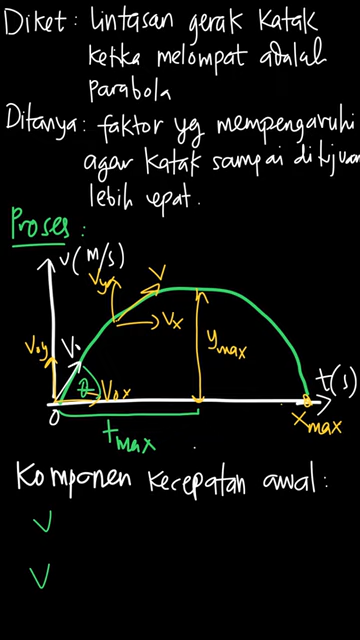 Diket : lintasan gerak katak
ketika melompat adalah
parabola
Ditanya : faktor yg mempengaruhi
agar katak sampai di tujuan
lebih cepat.
Proses :
v(m/s)
Vy
V
Vx
Voy
Vo
θ
Vox
ymax
t(s)
0
tmax
xmax
Komponen kecepatan awal :
V
V